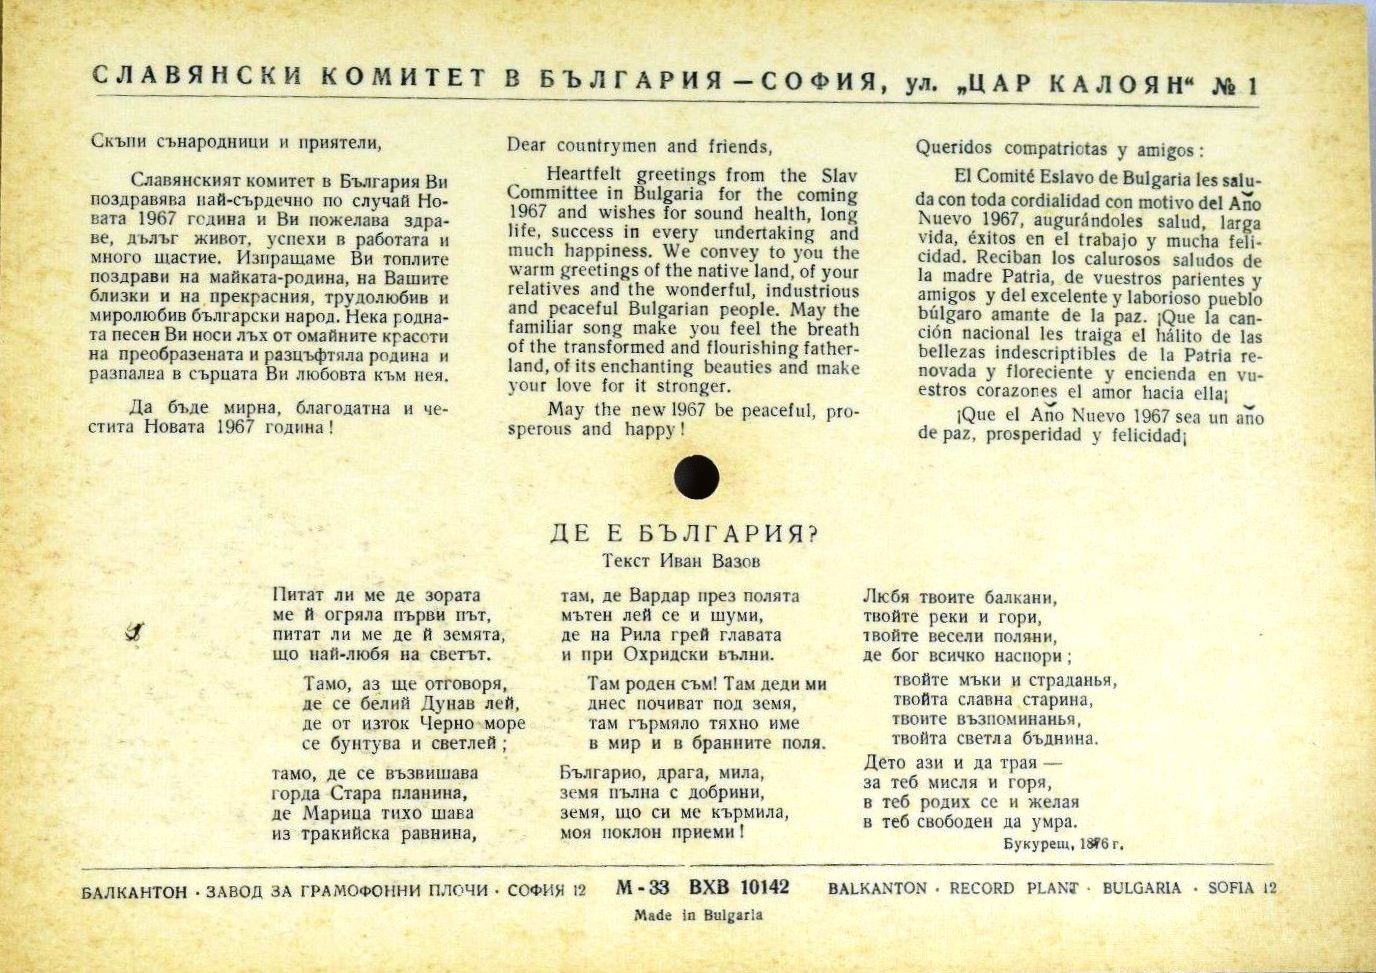 СЛАВЯНСКИ КОМИТЕТ В БЪЛГАРИЯ — СОФИЯ, ул. „ЦАР КАЛОЯН“ № 1
Скъпи сънародници и приятели,
Славянският комитет в България Ви
поздравява най-сърдечно по случай Но-
вата 1967 година и Ви пожелава здра-
ве, дълъг живот, успехи в работата и
много щастие. Изпращаме Ви топлите
поздрави на майката-родина, на Вашите
близки и на прекрасния, трудолюбив и
миролюбив български народ. Нека родна-
та песен Ви носи лъх от омайните красоти
на преобразената и разцъфтяла родина и
разпалва в сърцата Ви любовта към нея.
Да бъде мирна, благодатна и че-
стита Новата 1967 година!
Dear countrymen and friends,
Heartfelt greetings from the Slav
Committee in Bulgaria for the coming
1967 and wishes for sound health, long
life, success in every undertaking and
much happiness. We convey to you the
warm greetings of the native land, of your
relatives and the wonderful, industrious
and peaceful Bulgarian people. May the
familiar song make you feel the breath
of the transformed and flourishing father-
land, of its enchanting beauties and make
your love for it stronger.
May the new 1967 be peaceful, pro-
sperous and happy!
Queridos compatriotas y amigos:
El Comité Eslavo de Bulgaria les salu-
da con toda cordialidad con motivo del Año
Nuevo 1967, augurándoles salud, larga
vida, éxitos en el trabajo y mucha feli-
cidad. Reciban los calurosos saludos de
la madre Patria, de vuestros parientes y
amigos y del excelente y laborioso pueblo
búlgaro amante de la paz. ¡Que la can-
ción nacional les traiga el hálito de las
bellezas indescriptibles de la Patria re-
novada y floreciente y encienda en vu-
estros corazones el amor hacia ella¡
¡Que el Año Nuevo 1967 sea un año
de paz, prosperidad y felicidad¡
ДЕ Е БЪЛГАРИЯ?
Текст Иван Вазов
Питат ли ме де зората
ме й огряла първи път,
питат ли ме де й земята,
що най-любя на светът.
Тамо, аз ще отговоря,
де се белий Дунав лей,
де от изток Черно море
се бунтува и светлей;
тамо, де се възвишава
горда Стара планина,
де Марица тихо шава
из тракийска равнина,
там, де Вардар през полята
мътен лей се и шуми,
де на Рила грей главата
и при Охридски вълни.
Там роден съм! Там деди ми
днес почиват под земя,
там гърмяло тяхно име
в мир и в бранните поля.
Българио, драга, мила,
земя пълна с добрини,
земя, що си ме кърмила,
моя поклон приеми!
Любя твоите балкани,
твойте реки и гори,
твойте весели поляни,
де бог всичко наспори;
твойте мъки и страданья,
твойта славна старина,
твоите възпоминанья,
твойта светла бъднина.
Дето ази и да трая —
за теб мисля и горя,
в теб родих се и желая
в теб свободен да умра.
Букурещ, 1876 г.
БАЛКАНТОН · ЗАВОД ЗА ГРАМОФОННИ ПЛОЧИ · СОФИЯ 12 М-33 ВХВ 10142 BALKANTON · RECORD PLANT · BULGARIA · SOFIA 12
Made in Bulgaria